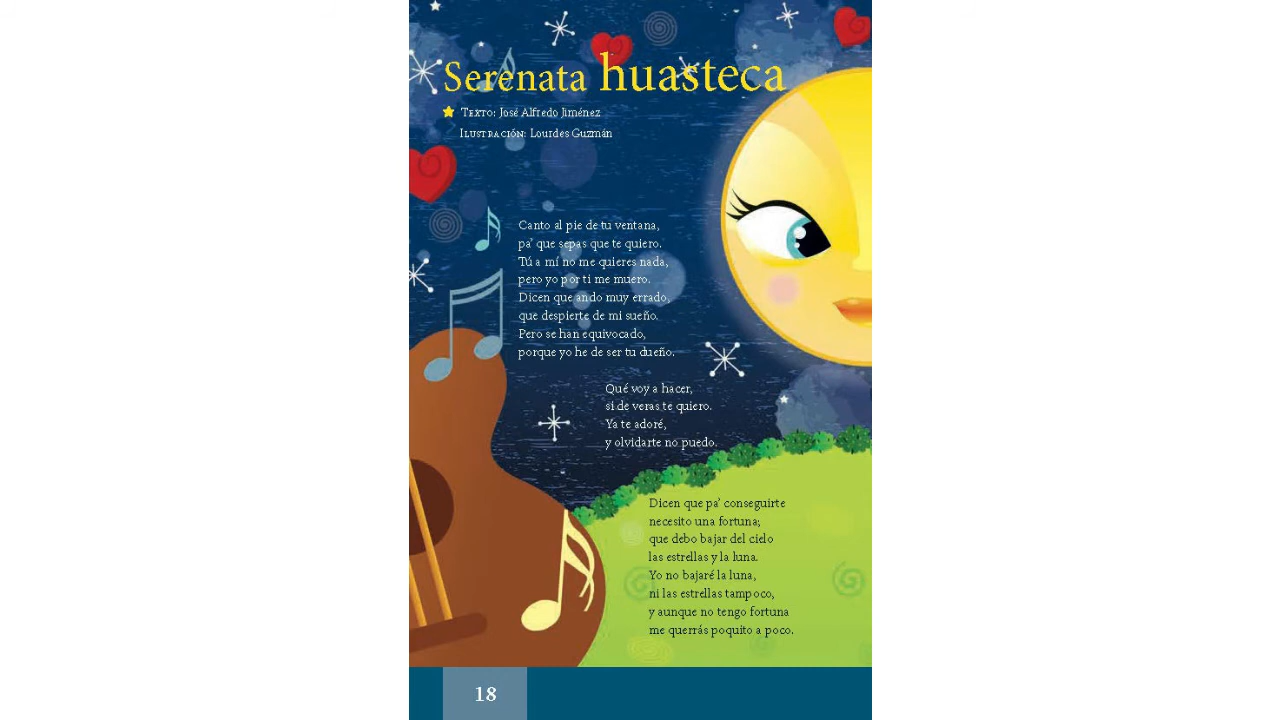 Serenata huasteca
Texto: José Alfredo Jiménez
Ilustración: Lourdes Guzmán
Canto al pie de tu ventana,
pa’ que sepas que te quiero.
Tú a mí no me quieres nada,
pero yo por ti me muero.
Dicen que ando muy errado,
que despierte de mi sueño.
Pero se han equivocado,
porque yo he de ser tu dueño.
Qué voy a hacer,
si de veras te quiero.
Ya te adoré,
y olvidarte no puedo.
Dicen que pa’ conseguirte
necesito una fortuna;
que debo bajar del cielo
las estrellas y la luna.
Yo no bajaré la luna,
ni las estrellas tampoco,
y aunque no tengo fortuna
me querrás poquito a poco.
18